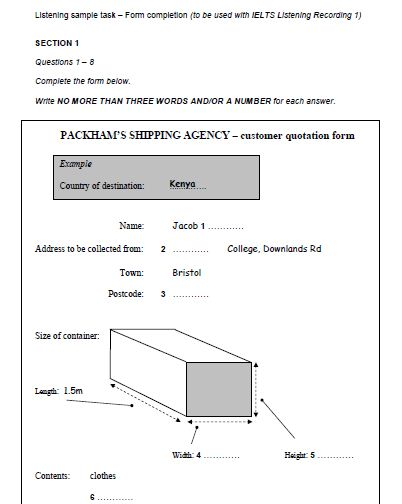 Listening sample task – Form completion (to be used with IELTS Listening Recording 1)
SECTION 1
Questions 1 – 8
Complete the form below.
Write NO MORE THAN THREE WORDS AND/OR A NUMBER for each answer.
PACKHAM'S SHIPPING AGENCY – customer quotation form
Example
Country of destination: Kenya............
Name: Jacob 1 ............
Address to be collected from: 2 ............ College, Downlands Rd
Town: Bristol
Postcode: 3 ............
Size of container:
Length: 1.5m
Width: 4 ............ Height: 5 ............
Contents: clothes
6 ............